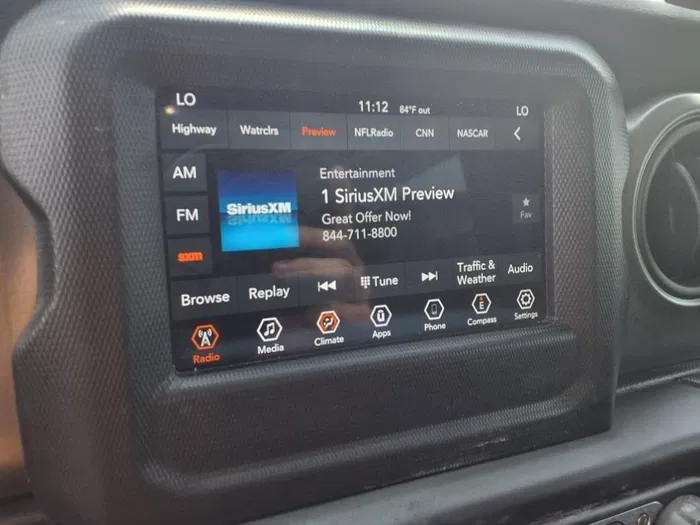 LO 11:12 84°F out LO
Highway Watrclrs Preview NFLRadio CNN NASCAR
AM
FM
sxm
SiriusXM
Entertainment
1 SiriusXM Preview
Great Offer Now!
844-711-8800
Fav
Browse Replay Tune Traffic & Weather Audio
Radio Media Climate Apps Phone E Compass Settings